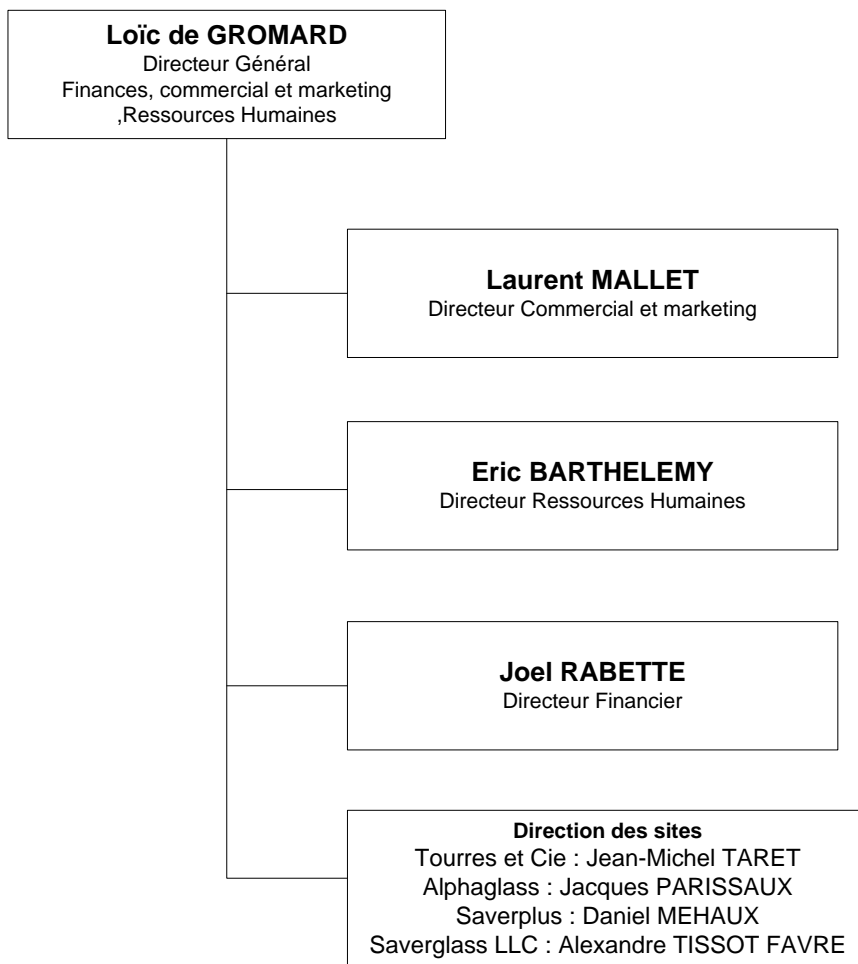 Loïc de GROMARD
Directeur Général
Finances, commercial et marketing
,Ressources Humaines
Laurent MALLET
Directeur Commercial et marketing
Eric BARTHELEMY
Directeur Ressources Humaines
Joel RABETTE
Directeur Financier
Direction des sites
Tourres et Cie : Jean-Michel TARET
Alphaglass : Jacques PARISSAUX
Saverplus : Daniel MEHAUX
Saverglass LLC : Alexandre TISSOT FAVRE